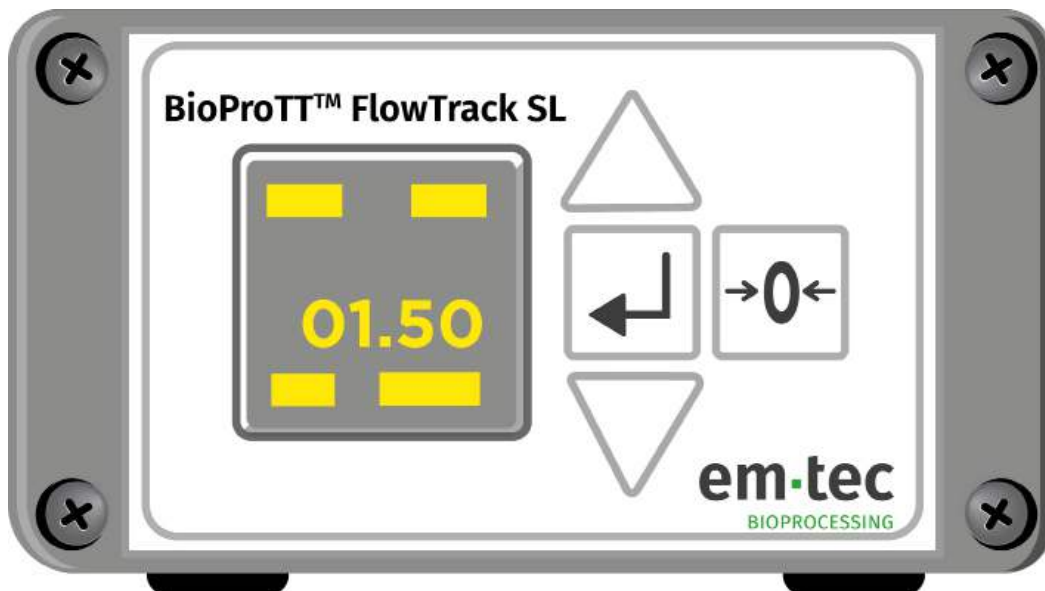 BioProTT™ FlowTrack SL
01.50
→0←
em·tec
BIOPROCESSING